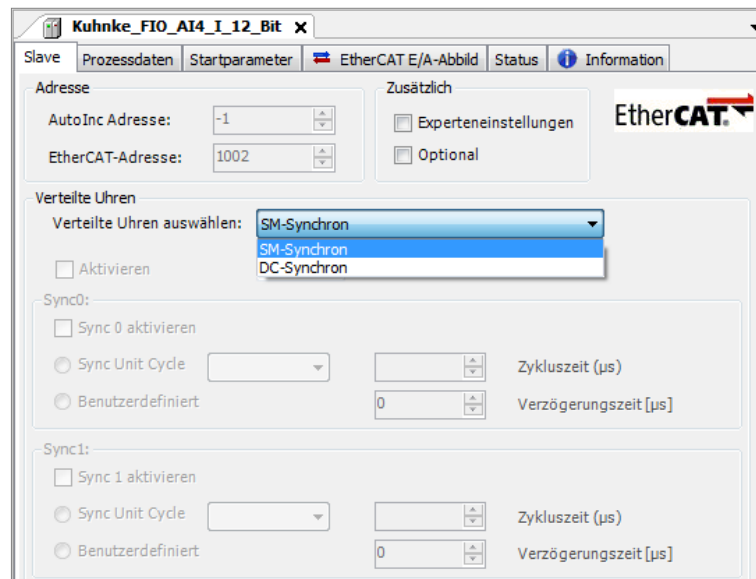 Kuhnke_FIO_AI4_I_12_Bit x
Slave Prozessdaten Startparameter EtherCAT E/A-Abbild Status Information
Adresse Zusätzlich
AutoInc Adresse: -1 Experteneinstellungen EtherCAT.
EtherCAT-Adresse: 1002 Optional
Verteilte Uhren
Verteilte Uhren auswählen: SM-Synchron
SM-Synchron
DC-Synchron
Aktivieren
Sync0:
Sync 0 aktivieren
Sync Unit Cycle Zykluszeit (µs)
Benutzerdefiniert 0 Verzögerungszeit [µs]
Sync1:
Sync 1 aktivieren
Sync Unit Cycle Zykluszeit (µs)
Benutzerdefiniert 0 Verzögerungszeit [µs]